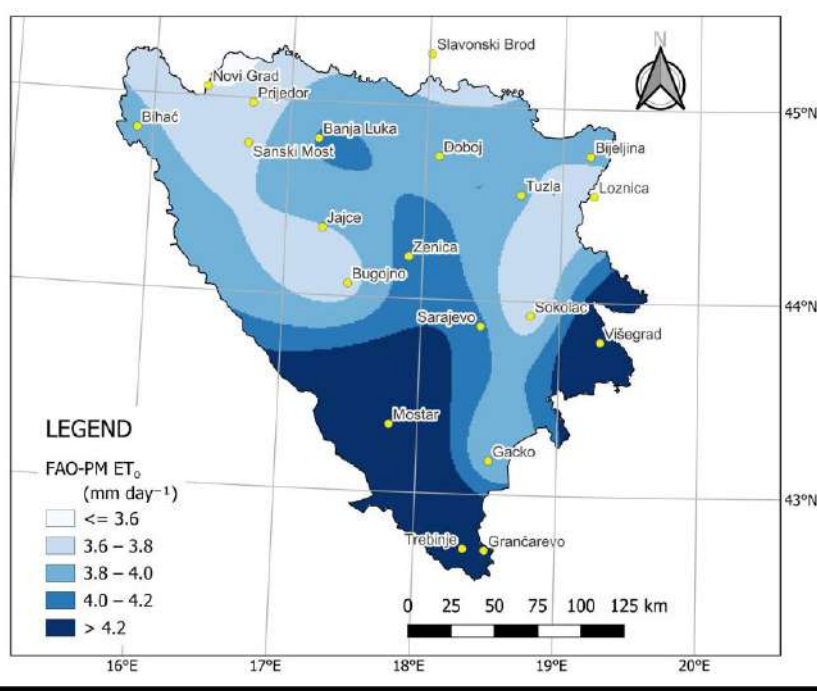 Slavonski Brod
N
Novi Grad
Prijedor
45°N
Bihać
Banja Luka
Sanski Most
Doboj
Bijeljina
Tuzla
Loznica
Jajce
Zenica
Bugojno
44°N
Sarajevo
Sokolac
Višegrad
Mostar
Gacko
43°N
Trebinje
Grančarevo
LEGEND
FAO-PM ET₀
(mm day⁻¹)
<= 3.6
3.6 – 3.8
3.8 – 4.0
4.0 – 4.2
> 4.2
0 25 50 75 100 125 km
16°E 17°E 18°E 19°E 20°E